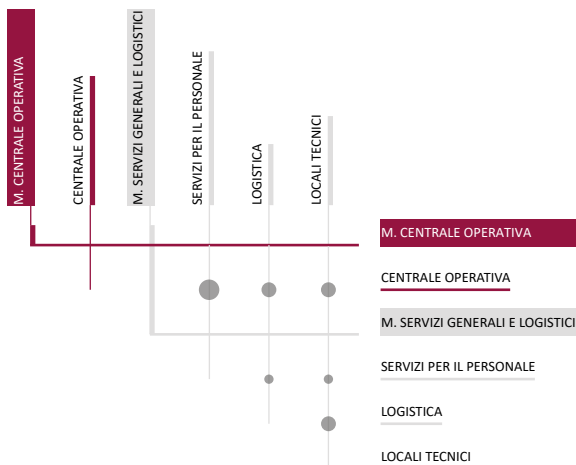 M. CENTRALE OPERATIVA
CENTRALE OPERATIVA
M. SERVIZI GENERALI E LOGISTICI
SERVIZI PER IL PERSONALE
LOGISTICA
LOCALI TECNICI
M. CENTRALE OPERATIVA
CENTRALE OPERATIVA
M. SERVIZI GENERALI E LOGISTICI
SERVIZI PER IL PERSONALE
LOGISTICA
LOCALI TECNICI